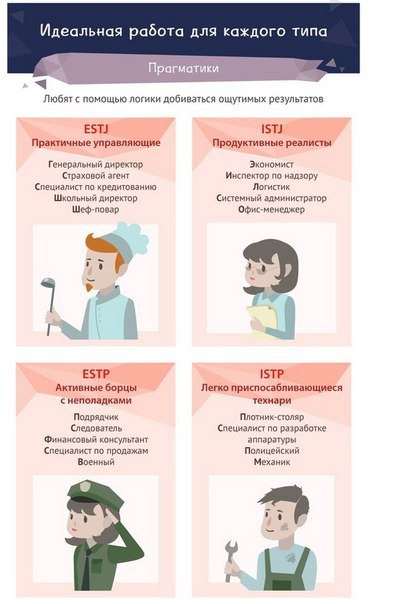 Идеальная работа для каждого типа
Прагматики
Любят с помощью логики добиваться ощутимых результатов
ESTJ
Практичные управляющие
Генеральный директор
Страховой агент
Специалист по кредитованию
Школьный директор
Шеф-повар
ISTJ
Продуктивные реалисты
Экономист
Инспектор по надзору
Логистик
Системный администратор
Офис-менеджер
ESTP
Активные борцы
с неполадками
Подрядчик
Следователь
Финансовый консультант
Специалист по продажам
Военный
ISTP
Легко приспосабливающиеся
технари
Плотник-столяр
Специалист по разработке
аппаратуры
Полицейский
Механик